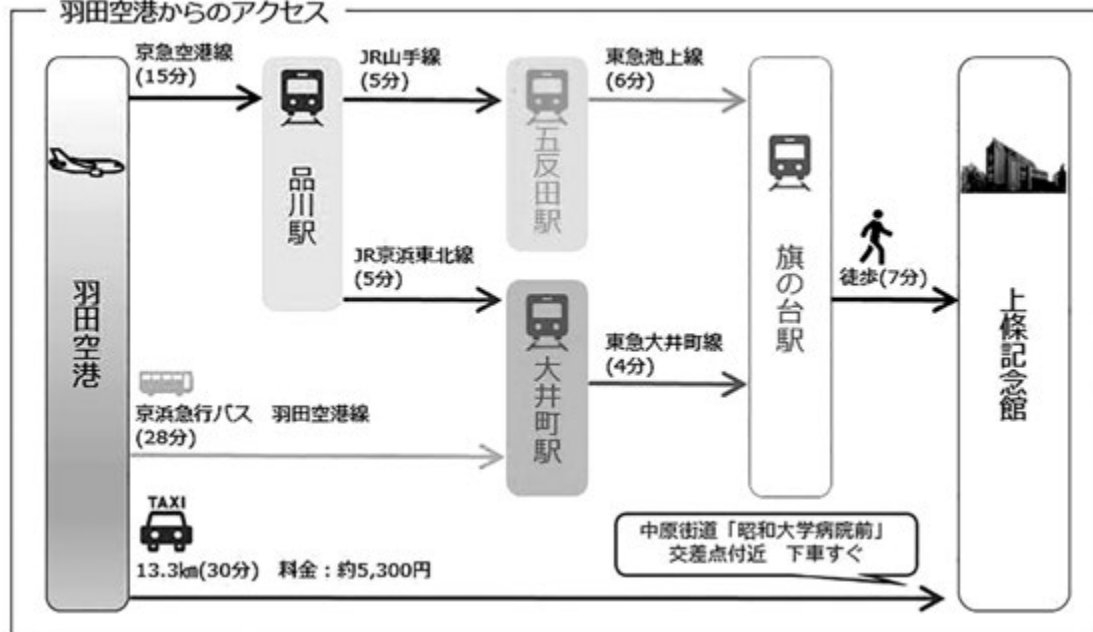 羽田空港からのアクセス
京急空港線
(15分)
JR山手線
(5分)
東急池上線
(6分)
品川駅
五反田駅
JR京浜東北線
(5分)
羽田空港
旗の台駅
徒歩(7分)
上條記念館
大井町駅
東急大井町線
(4分)
京浜急行バス 羽田空港線
(28分)
TAXI
13.3㎞(30分) 料金：約5,300円
中原街道「昭和大学病院前」
交差点付近 下車すぐ